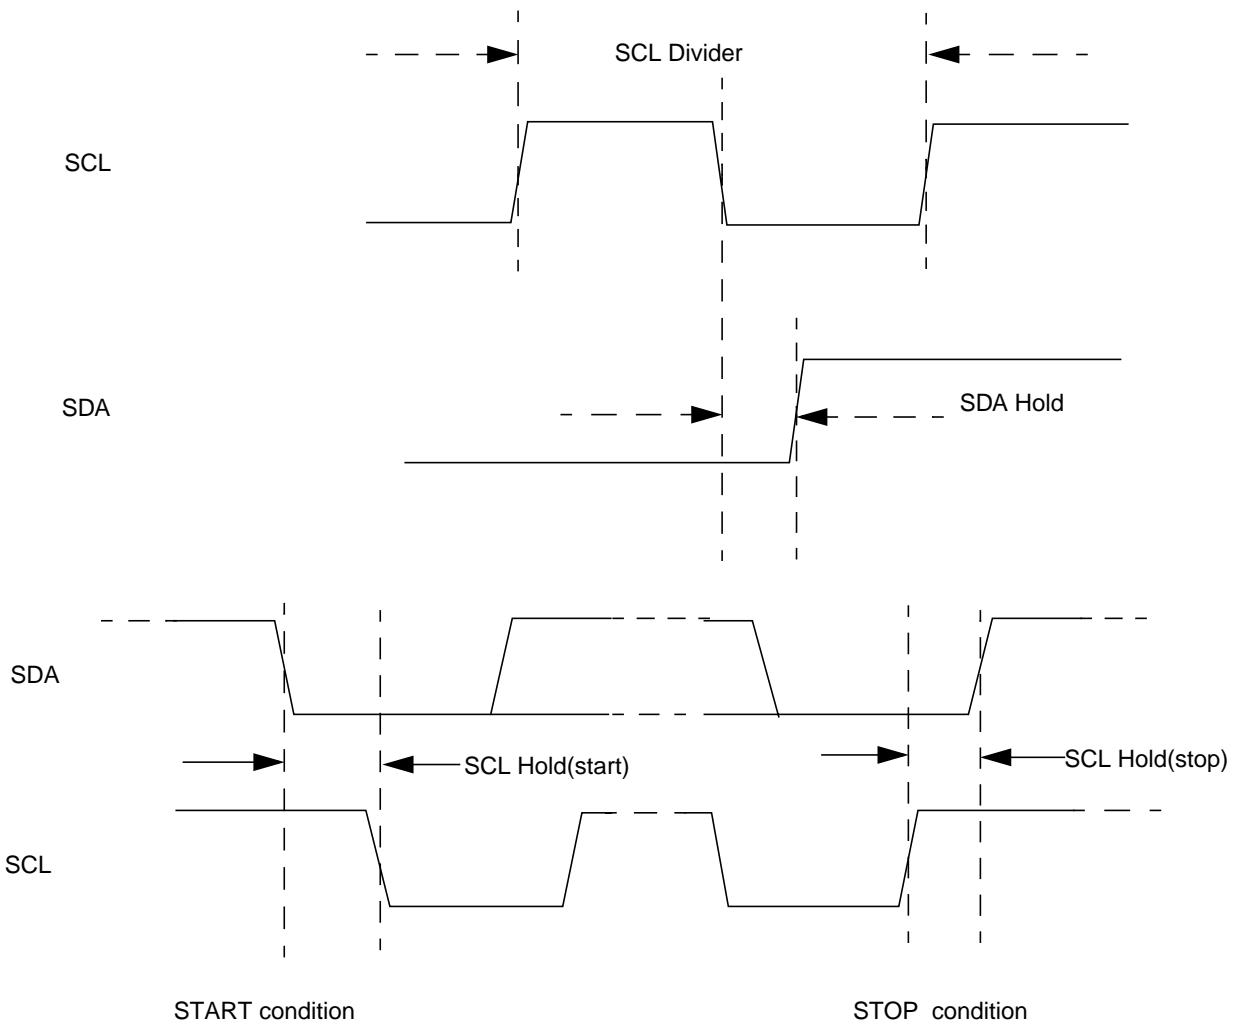 SCL Divider
SCL
SDA
SDA Hold
SDA
SCL Hold(start)
SCL Hold(stop)
SCL
START condition
STOP condition